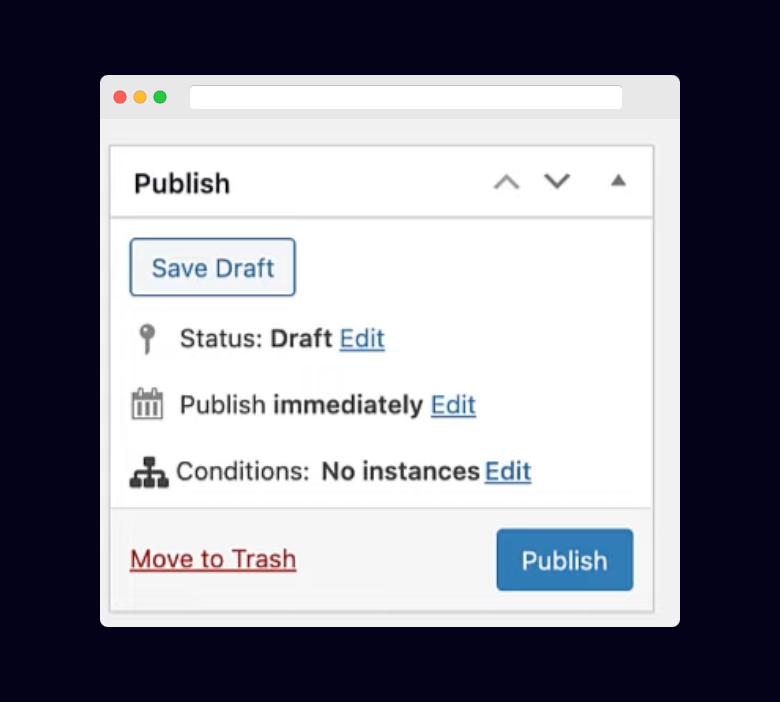 Publish
Save Draft
Status: Draft Edit
Publish immediately Edit
Conditions: No instances Edit
Move to Trash
Publish